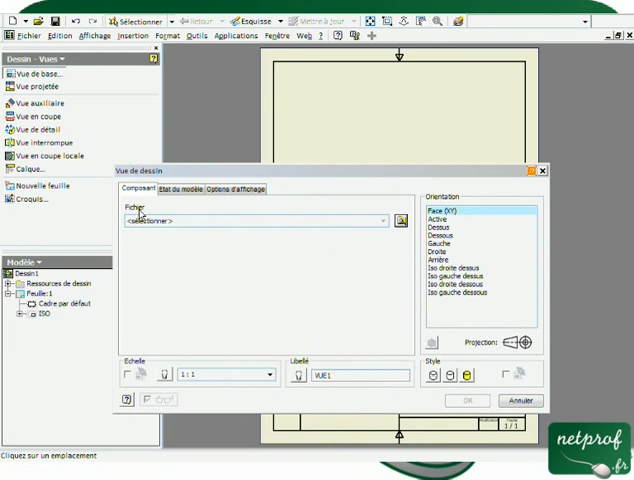 Sélectionner
Retour
Esquisse
Mettre à jour
Fichier Edition Affichage Insertion Format Outils Applications Fenêtre Web ?
Dessin - Vues
Vue de base...
Vue projetée
Vue auxiliaire
Vue en coupe
Vue de détail
Vue interrompue
Vue en coupe locale
Calque...
Nouvelle feuille
Croquis...
Modèle
Dessin1
Ressources de dessin
Feuille:1
Cadre par défaut
ISO
Vue de dessin
Composant Etat du modèle Options d'affichage
Fichier
<sélectionner>
Orientation
Face (XY)
Active
Dessus
Dessous
Gauche
Droite
Arrière
Iso droite dessus
Iso gauche dessus
Iso droite dessous
Iso gauche dessous
Projection:
Echelle
1 : 1
Libellé
VUE1
Style
OK
Annuler
1 / 1
Cliquez sur un emplacement
netprof
.fr